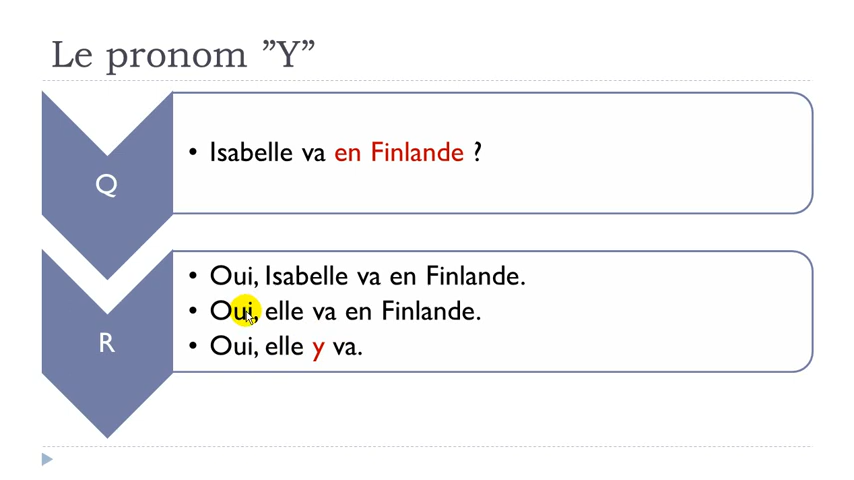 Le pronom ”Y”
Q
• Isabelle va en Finlande ?
R
• Oui, Isabelle va en Finlande.
• Oui, elle va en Finlande.
• Oui, elle y va.